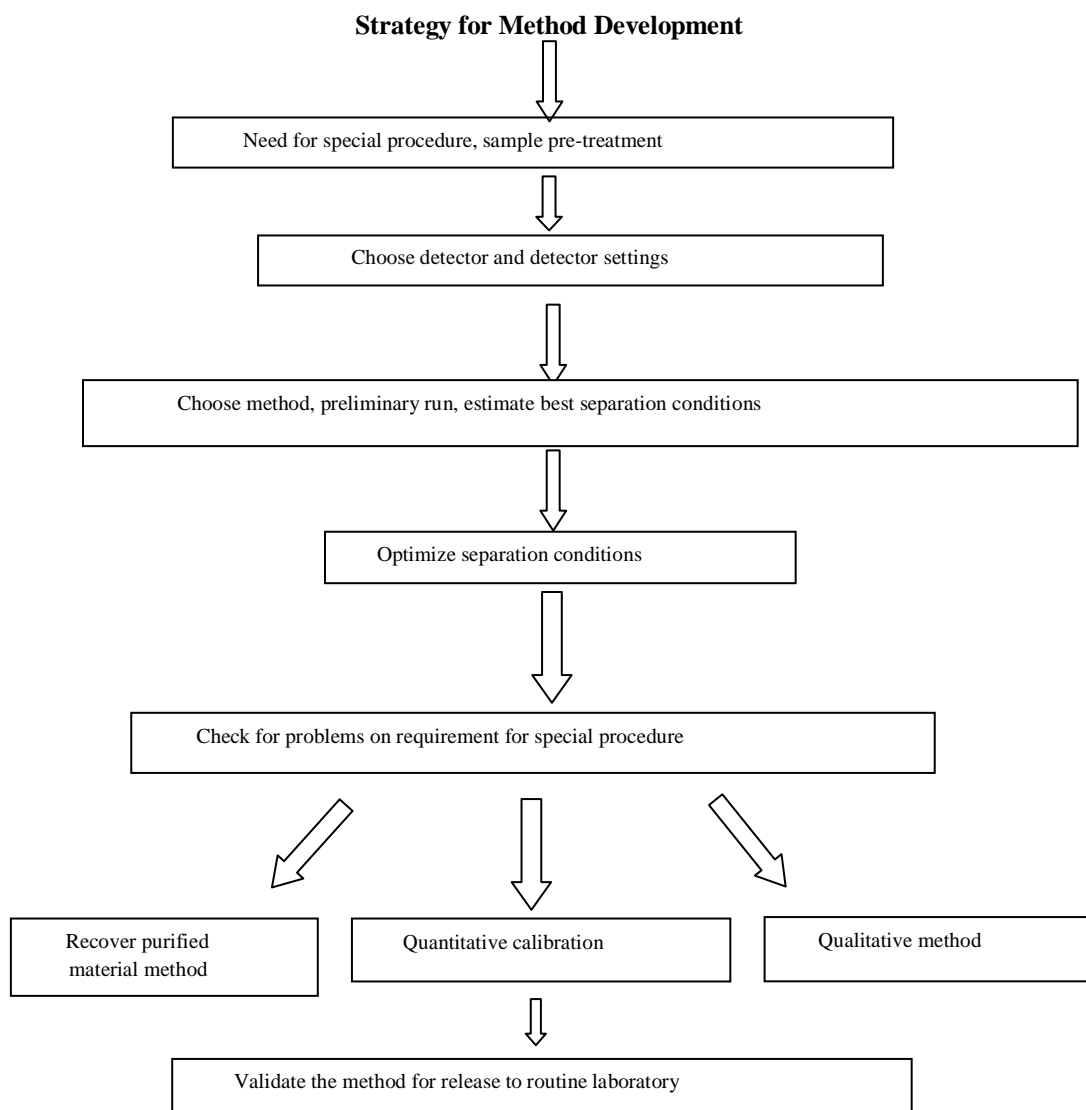 Strategy for Method Development
Need for special procedure, sample pre-treatment
Choose detector and detector settings
Choose method, preliminary run, estimate best separation conditions
Optimize separation conditions
Check for problems on requirement for special procedure
Recover purified
material method
Quantitative calibration
Qualitative method
Validate the method for release to routine laboratory